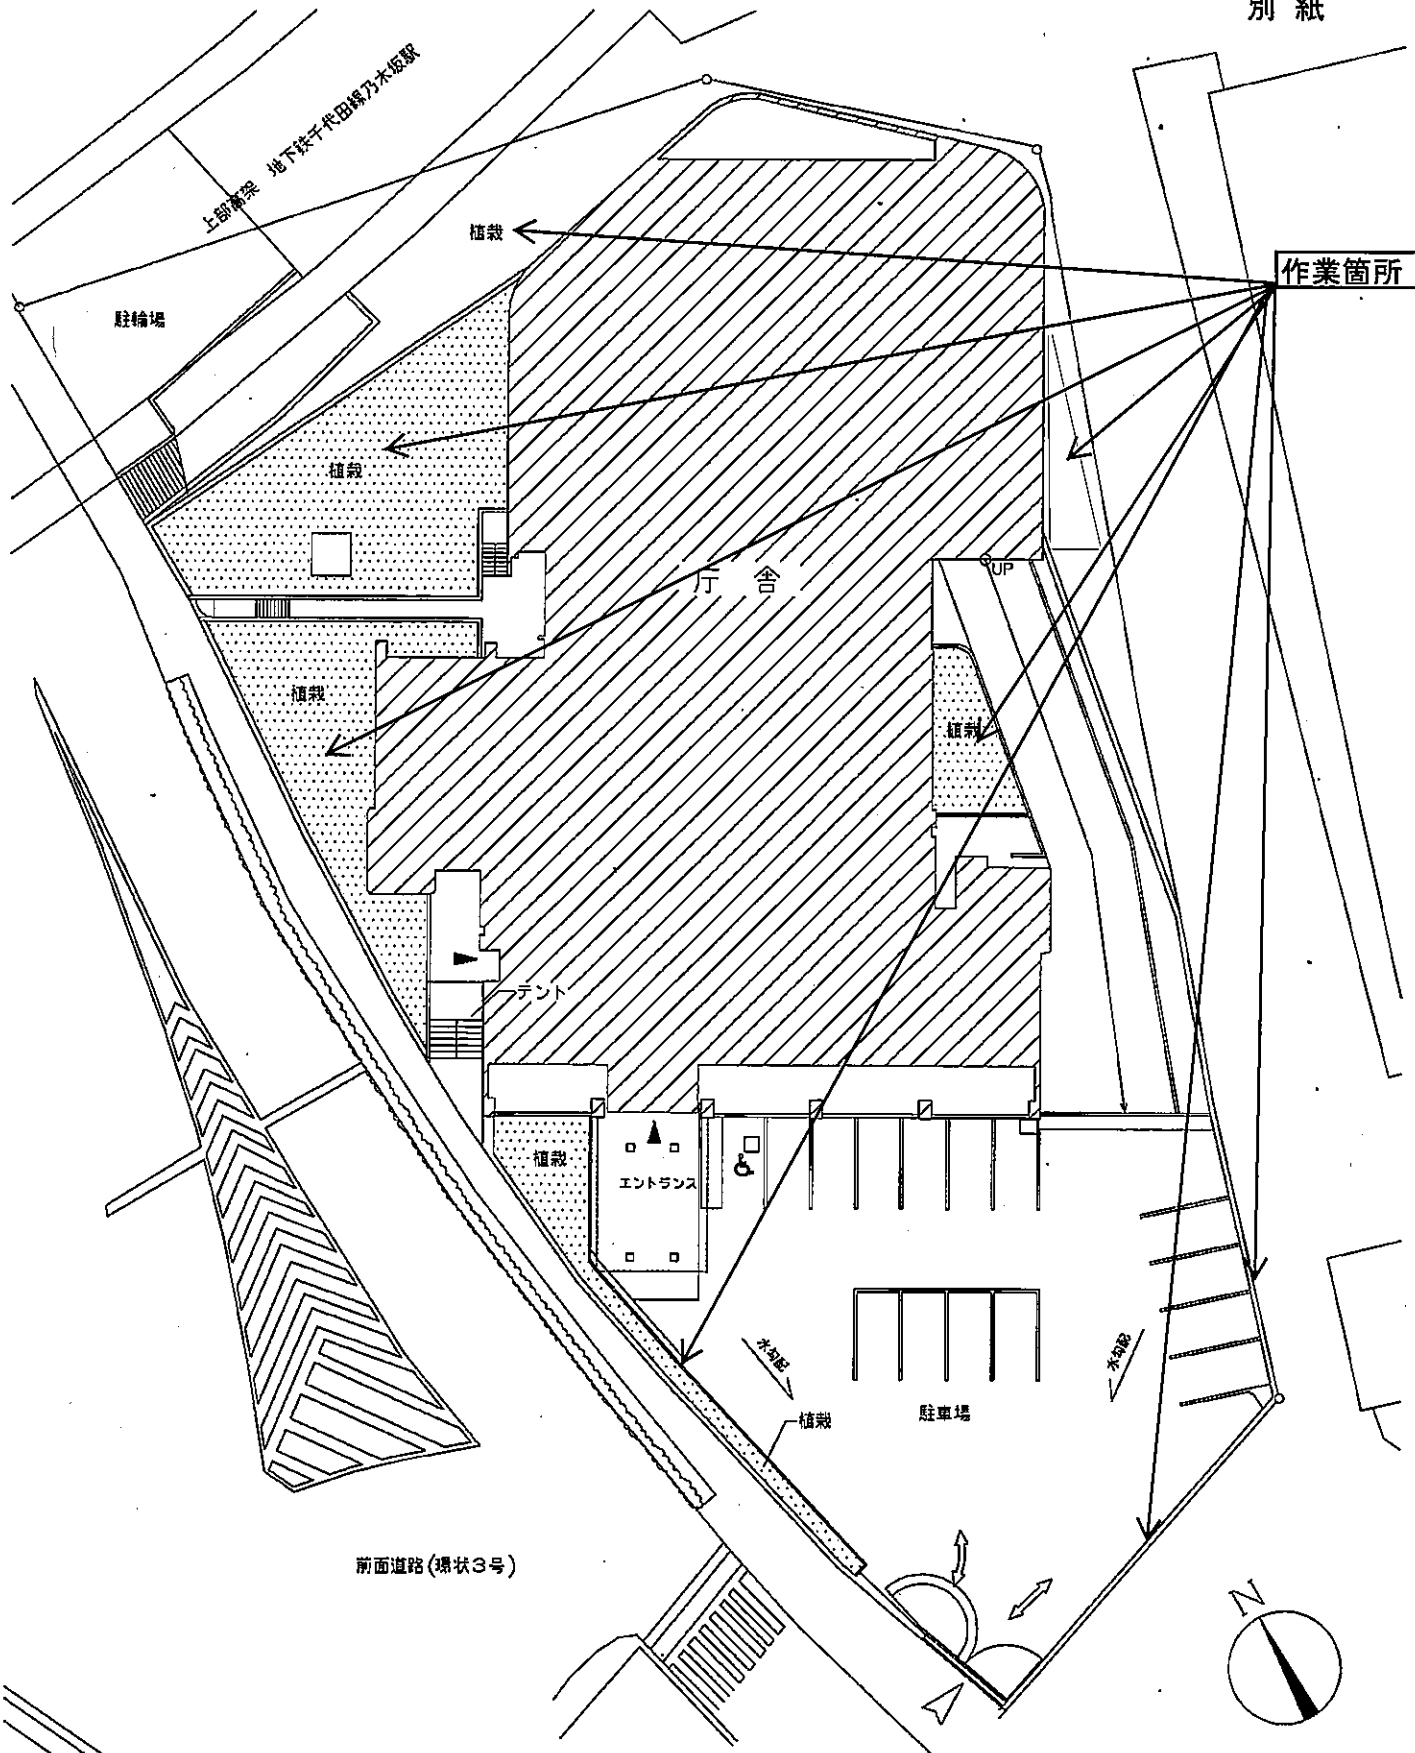 別 紙
上部高架 地下鉄千代田線乃木坂駅
植栽
作業箇所
駐輪場
植栽
庁 舎
UP
植栽
植栽
テント
植栽
エントランス
水勾配
水勾配
植栽
駐車場
前面道路(環状3号)
N